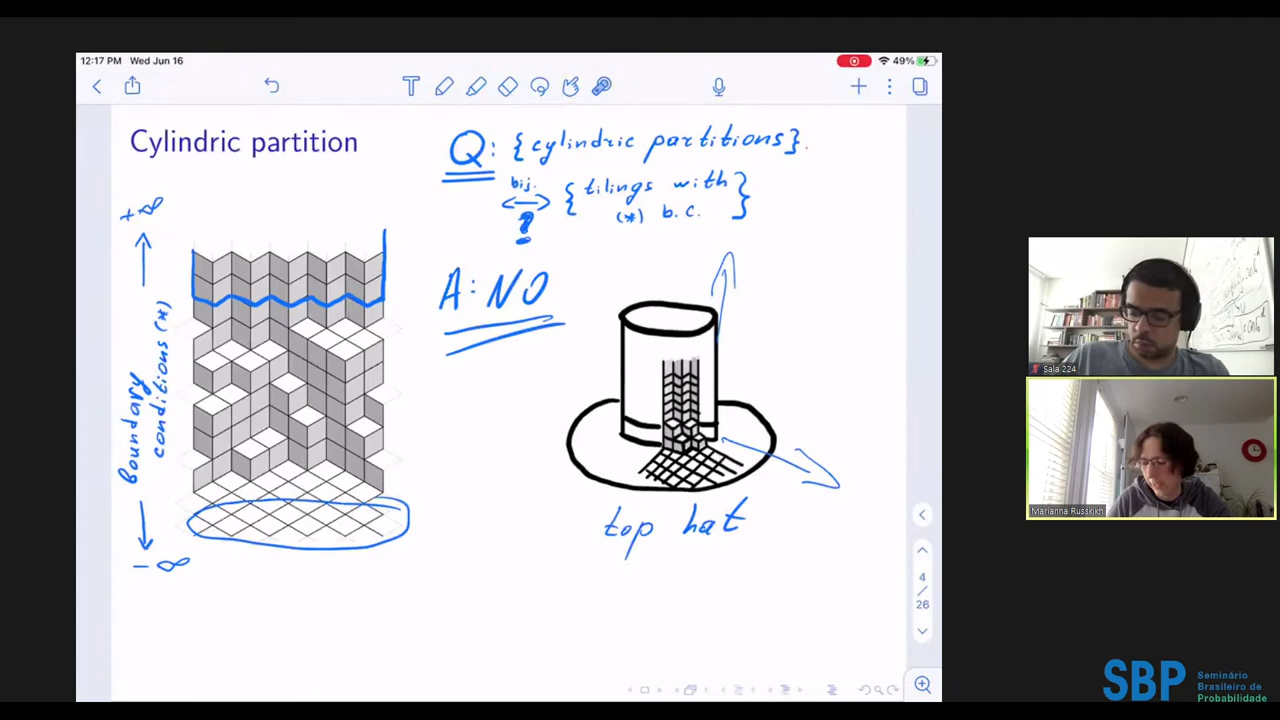 12:17 PM Wed Jun 16
49%
Cylindric partition
Q: {cylindric partitions}.
bij.
⟷ {tilings with
(*) b.c. }
?
A: NO
+∞
boundary
conditions (*)
-∞
top hat
4
/
26
Sala 224
Marianna Russkikh
SBP
Seminário
Brasileiro de
Probabilidade